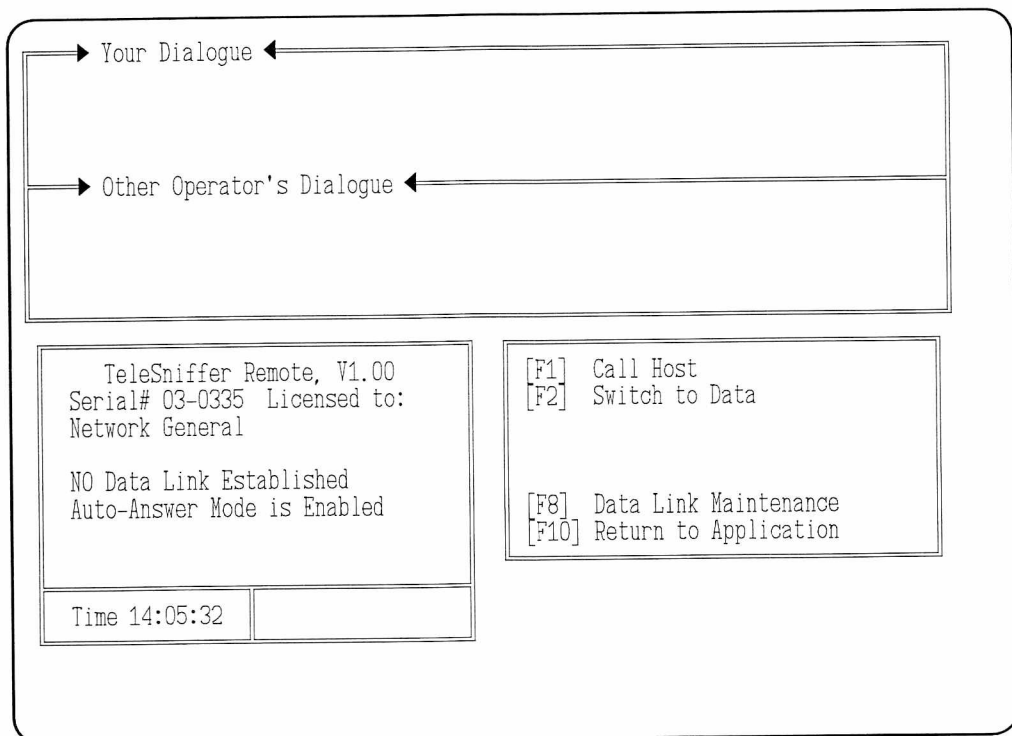 Your Dialogue
Other Operator's Dialogue
TeleSniffer Remote, V1.00
Serial# 03-0335 Licensed to:
Network General
NO Data Link Established
Auto-Answer Mode is Enabled
Time 14:05:32
[F1] Call Host
[F2] Switch to Data
[F8] Data Link Maintenance
[F10] Return to Application